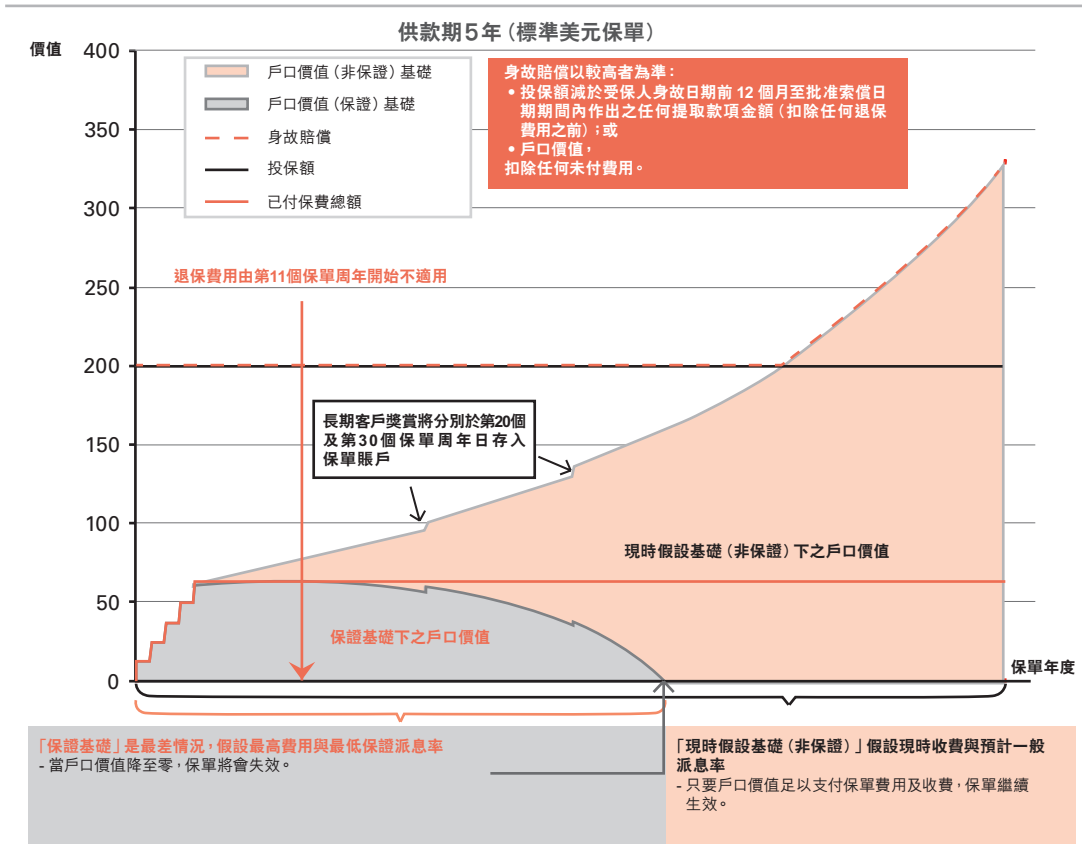 供款期5年（標準美元保單）
價值
400
350
300
250
200
150
100
50
0
戶口價值（非保證）基礎
戶口價值（保證）基礎
身故賠償
投保額
已付保費總額
身故賠償以較高者為準：
• 投保額減於受保人身故日期前 12 個月至批准索償日
期期間內作出之任何提取款項金額（扣除任何退保
費用之前）；或
• 戶口價值，
扣除任何未付費用。
退保費用由第11個保單周年開始不適用
長期客戶獎賞將分別於第20個
及第30個保單周年日存入
保單賬戶
現時假設基礎（非保證）下之戶口價值
保證基礎下之戶口價值
保單年度
「保證基礎」是最差情況，假設最高費用與最低保證派息率
- 當戶口價值降至零，保單將會失效。
「現時假設基礎（非保證）」假設現時收費與預計一般
派息率
- 只要戶口價值足以支付保單費用及收費，保單繼續
生效。